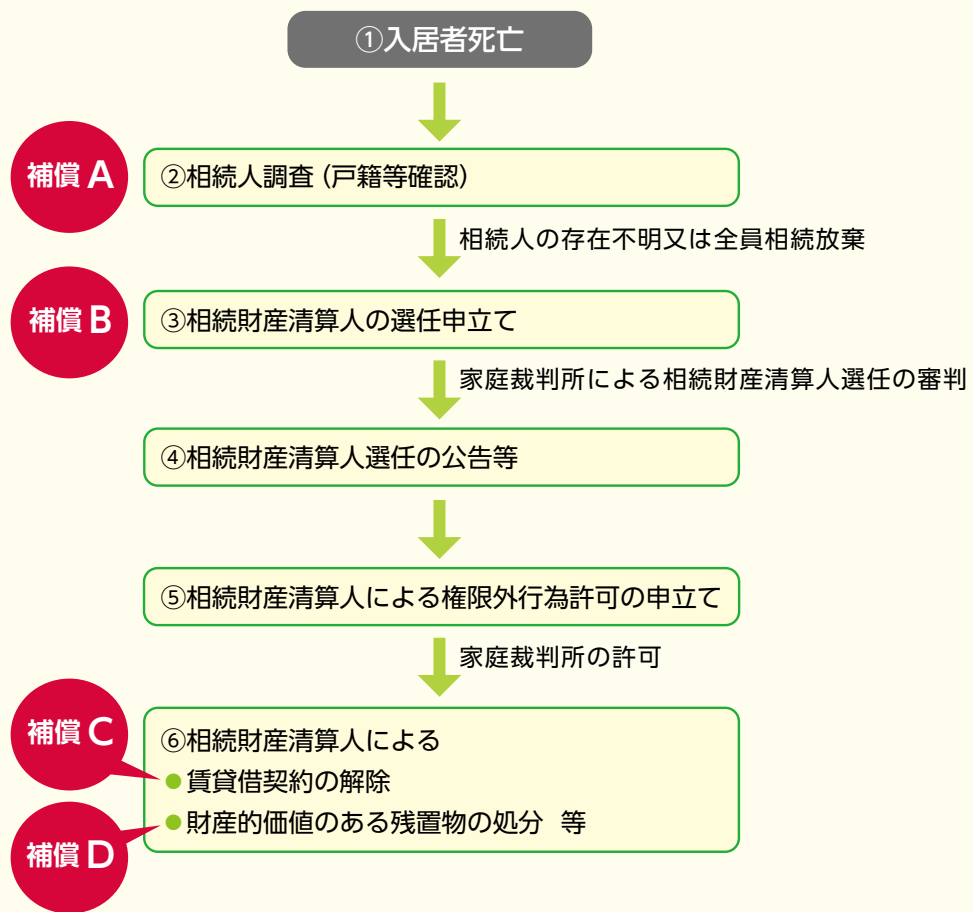 ①入居者死亡
補償 A
②相続人調査（戸籍等確認）
相続人の存在不明又は全員相続放棄
補償 B
③相続財産清算人の選任申立て
家庭裁判所による相続財産清算人選任の審判
④相続財産清算人選任の公告等
⑤相続財産清算人による権限外行為許可の申立て
家庭裁判所の許可
補償 C
⑥相続財産清算人による
●賃貸借契約の解除
●財産的価値のある残置物の処分 等
補償 D